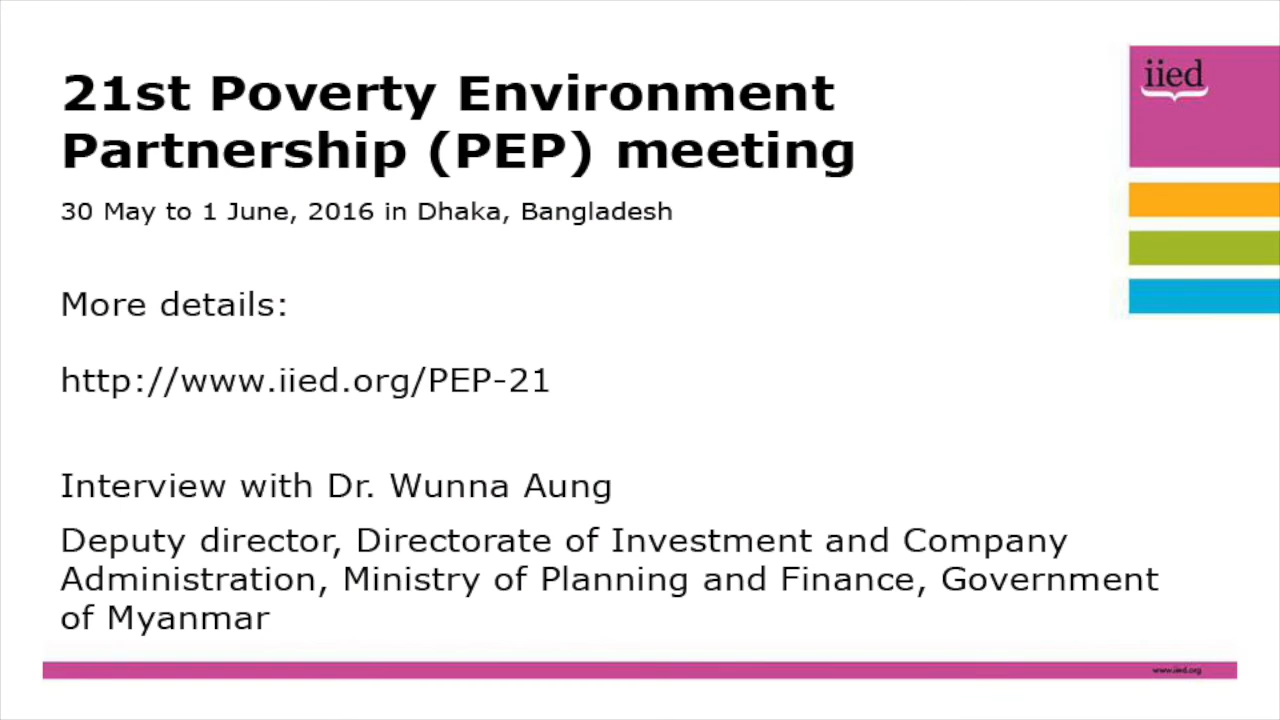 21st Poverty Environment
Partnership (PEP) meeting
30 May to 1 June, 2016 in Dhaka, Bangladesh
iied
More details:
http://www.iied.org/PEP-21
Interview with Dr. Wunna Aung
Deputy director, Directorate of Investment and Company
Administration, Ministry of Planning and Finance, Government
of Myanmar
www.iied.org